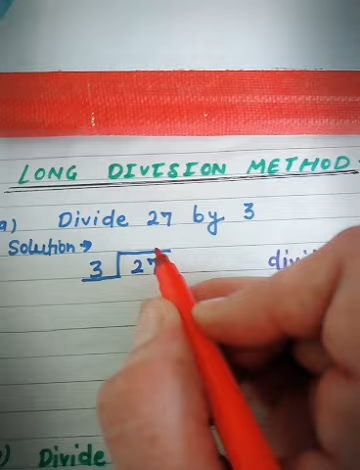 LONG DIVISION METHOD
a) Divide 27 by 3
Solution →
3 27
Divide